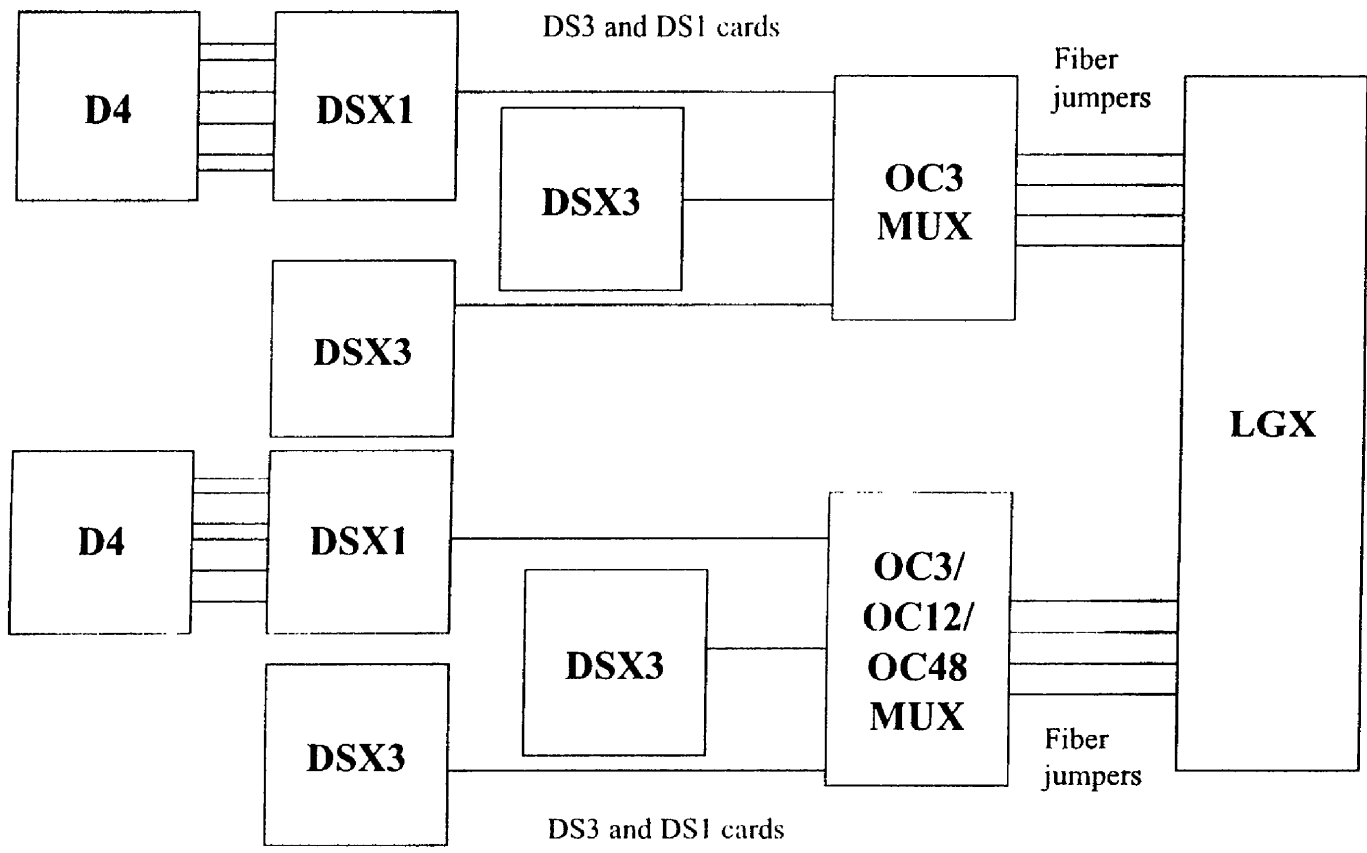 DS3 and DS1 cards
Fiber
jumpers
D4
DSX1
DSX3
OC3
MUX
DSX3
LGX
D4
DSX1
OC3/
OC12/
OC48
MUX
DSX3
DSX3
Fiber
jumpers
DS3 and DS1 cards